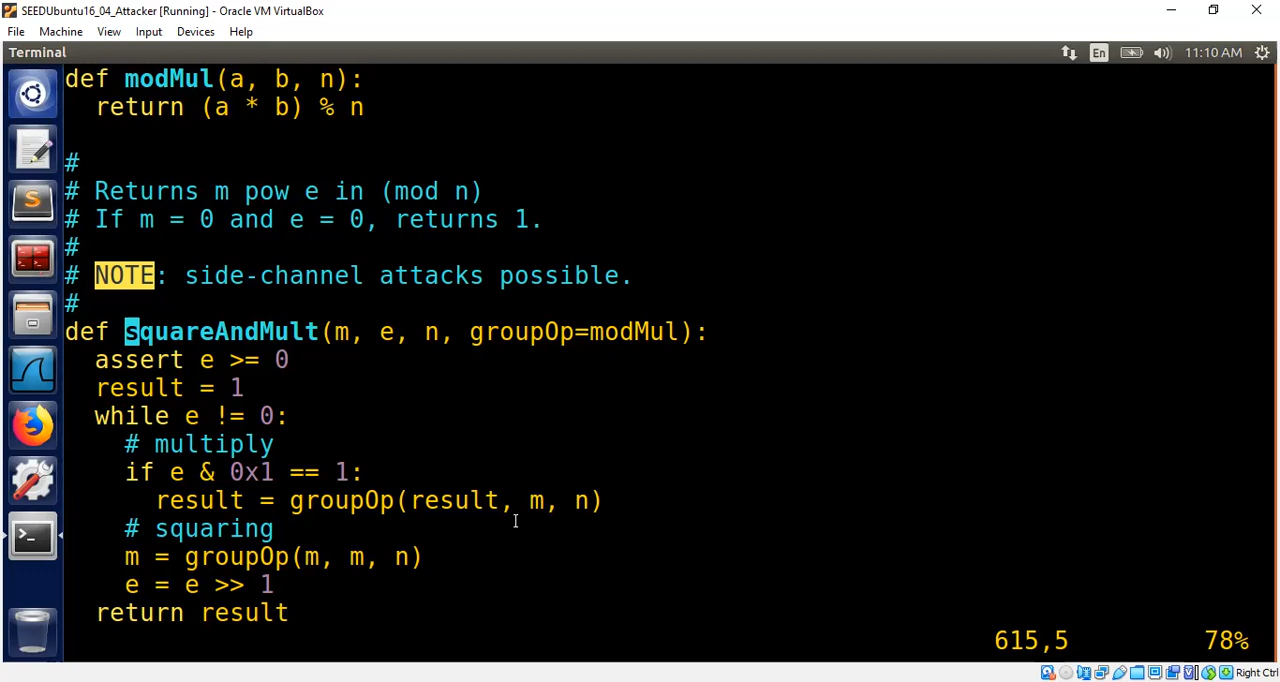 SEEDUbuntu16_04_Attacker [Running] - Oracle VM VirtualBox
File Machine View Input Devices Help
Terminal En 11:10 AM
def modMul(a, b, n):
  return (a * b) % n
#
# Returns m pow e in (mod n)
# If m = 0 and e = 0, returns 1.
#
# NOTE: side-channel attacks possible.
#
def squareAndMult(m, e, n, groupOp=modMul):
  assert e >= 0
  result = 1
  while e != 0:
    # multiply
    if e & 0x1 == 1:
      result = groupOp(result, m, n)
    # squaring
    m = groupOp(m, m, n)
    e = e >> 1
  return result
615,5 78%
Right Ctrl